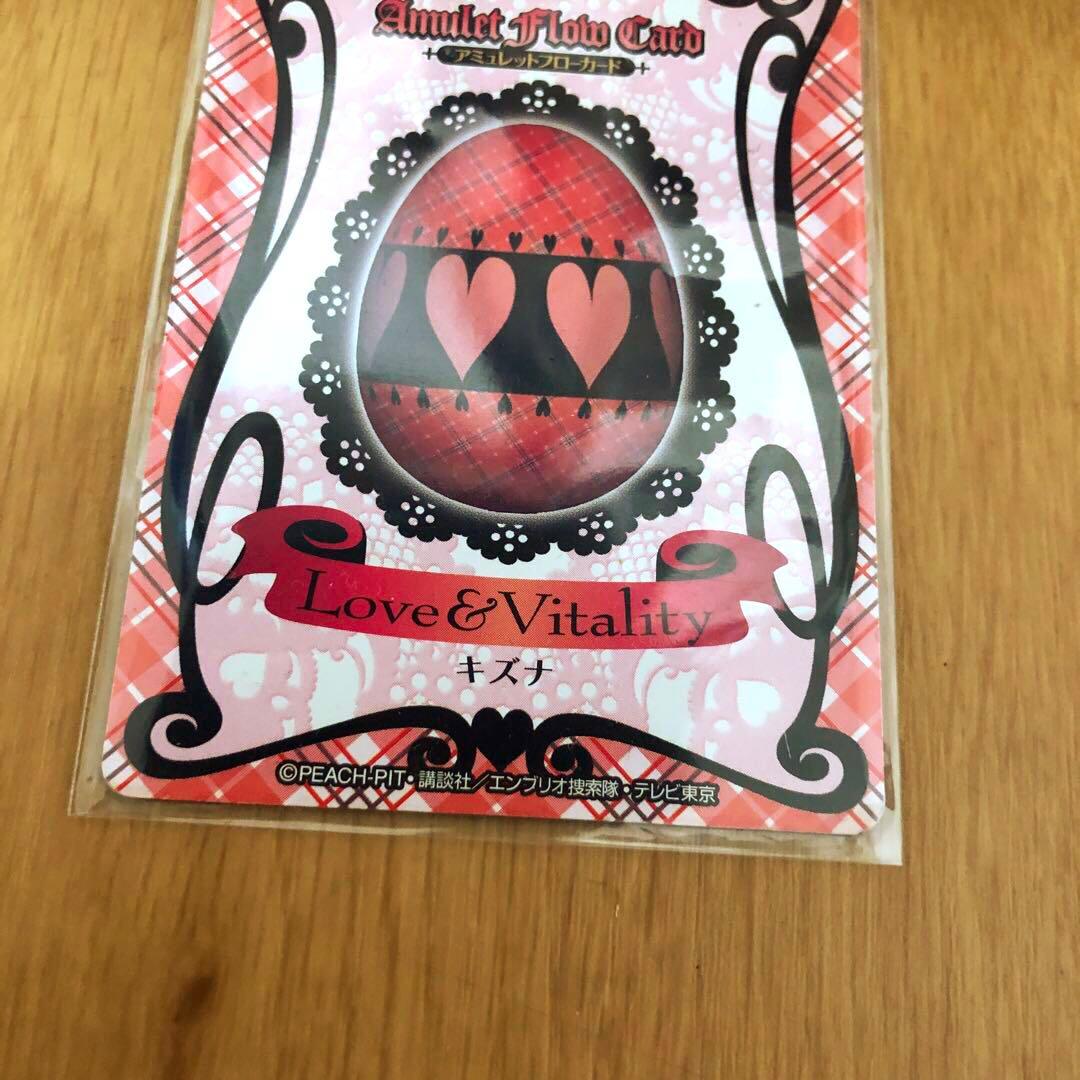 Amulet Flow Card
アミュレットフローカード
Love&Vitality
キズナ
©PEACH-PIT・講談社／エンブリオ捜索隊・テレビ東京